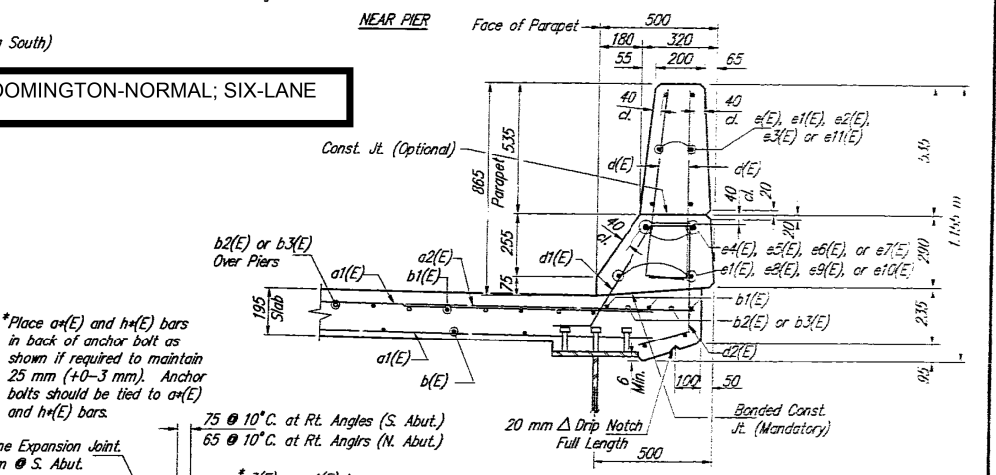 NEAR PIER
Face of Parapet
500
180
320
55
200
65
South)
OOMINGTON-NORMAL; SIX-LANE
40
cl.
40
cl.
e(E), e1(E), e2(E),
e3(E) or e11(E)
Const. Jt. (Optional)
535
865
Parapet
d(E)
d(E)
535
40
cl.
20
20
1.155 m
40
cl.
255
75
d1(E)
e4(E), e5(E), e6(E), or e7(E)
e1(E), e8(E), e9(E), or e10(E)
b2(E) or b3(E)
Over Piers
a1(E)
a2(E)
b1(E)
195
Slab
b1(E)
b2(E) or b3(E)
235
a1(E)
b(E)
d2(E)
6
Min.
100
50
95
*Place a*(E) and h*(E) bars
in back of anchor bolt as
shown if required to maintain
25 mm (+0-3 mm). Anchor
bolts should be tied to a*(E)
and h*(E) bars.
75 @ 10°C. at Rt. Angles (S. Abut.)
65 @ 10°C. at Rt. Anglrs (N. Abut.)
20 mm Δ Drip Notch
Full Length
Bonded Const.
Jt. (Mandatory)
500
ne Expansion Joint.
@ S. Abut.